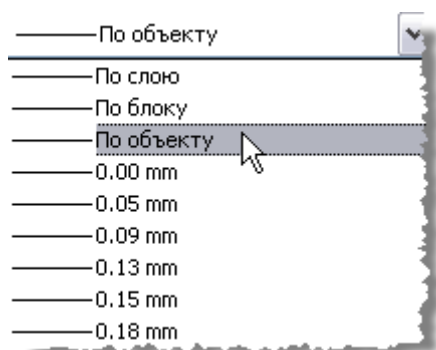 По объекту
По слою
По блоку
По объекту
0.00 mm
0.05 mm
0.09 mm
0.13 mm
0.15 mm
0.18 mm